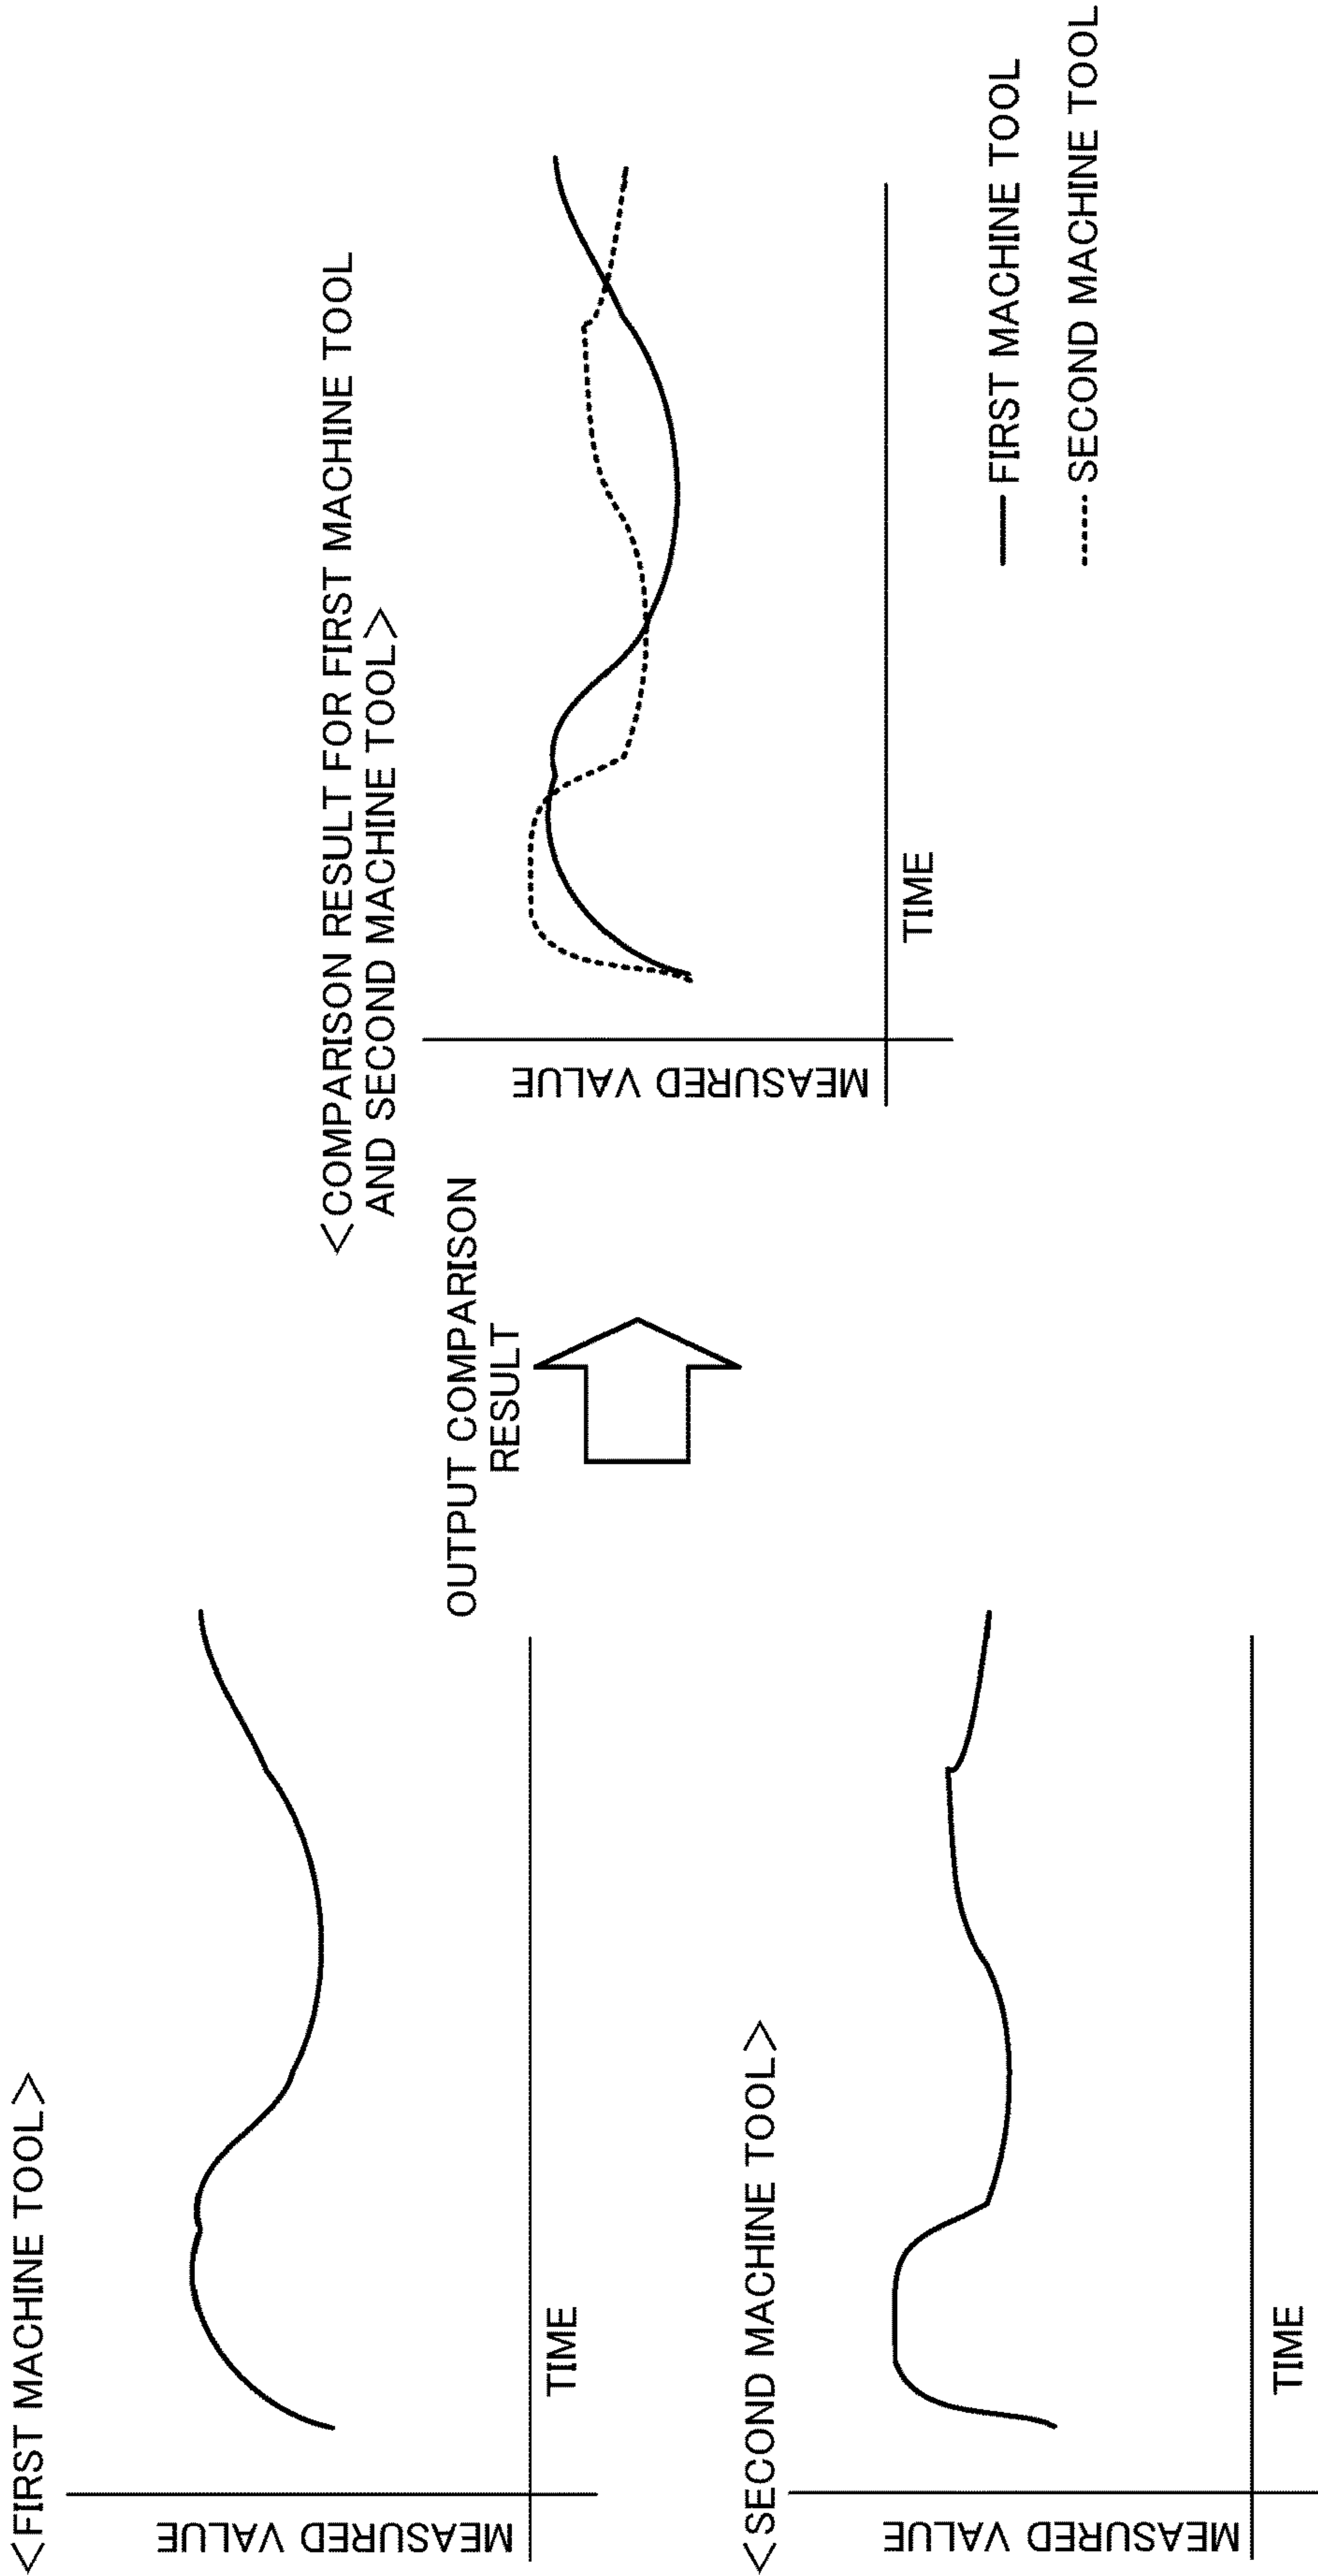 <FIRST MACHINE TOOL>
MEASURED VALUE
TIME
<SECOND MACHINE TOOL>
MEASURED VALUE
TIME
OUTPUT COMPARISON
RESULT
<COMPARISON RESULT FOR FIRST MACHINE TOOL
AND SECOND MACHINE TOOL>
MEASURED VALUE
TIME
FIRST MACHINE TOOL
SECOND MACHINE TOOL